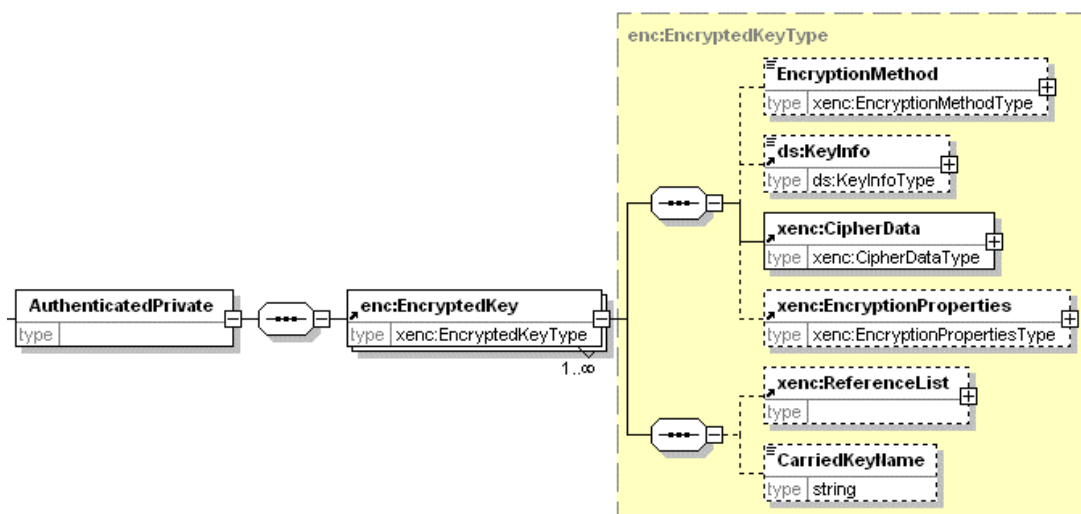 enc:EncryptedKeyType
EncryptionMethod
type xenc:EncryptionMethodType
ds:KeyInfo
type ds:KeyInfoType
xenc:CipherData
type xenc:CipherDataType
AuthenticatedPrivate
type
enc:EncryptedKey
type xenc:EncryptedKeyType
1..∞
xenc:EncryptionProperties
type xenc:EncryptionPropertiesType
xenc:ReferenceList
type
CarriedKeyName
type string